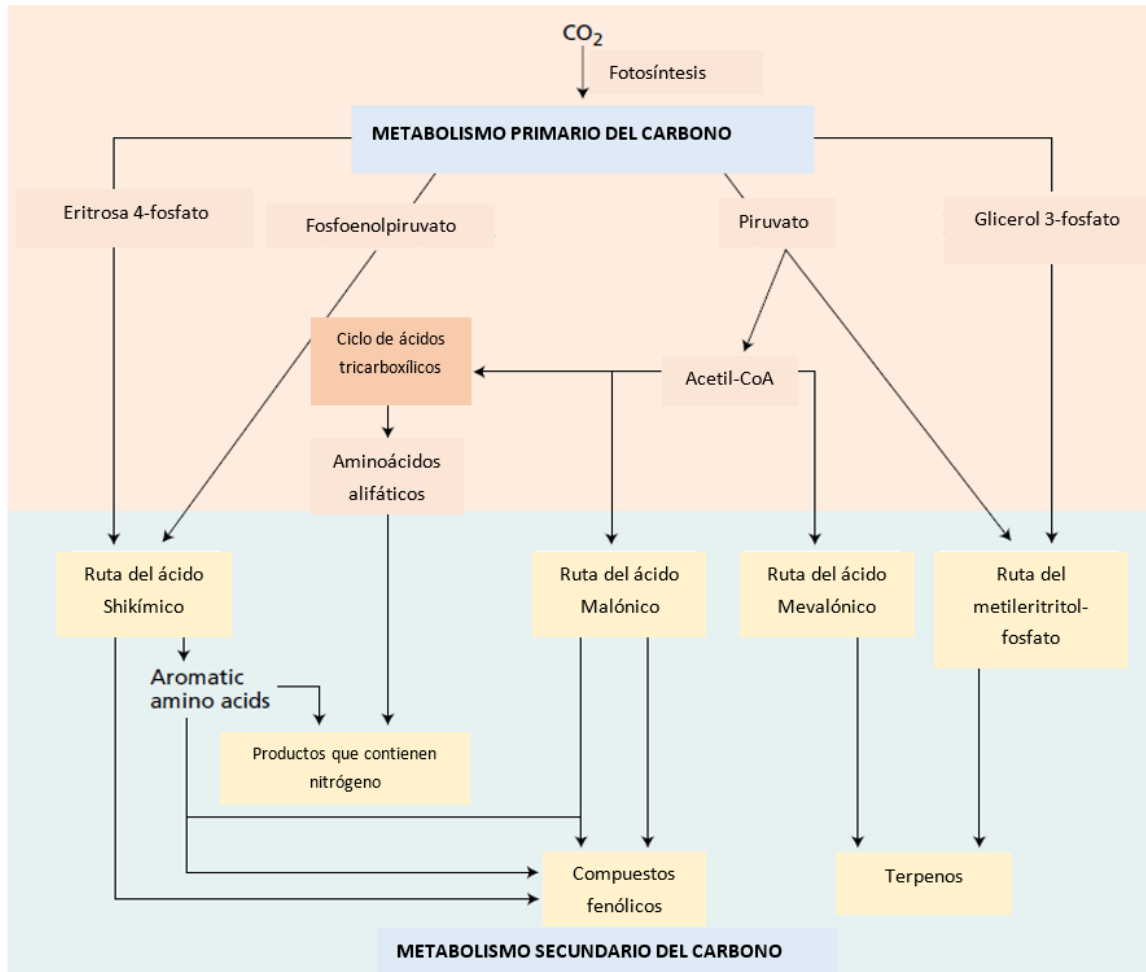 CO₂
Fotosíntesis
METABOLISMO PRIMARIO DEL CARBONO
Eritrosa 4-fosfato
Fosfoenolpiruvato
Piruvato
Glicerol 3-fosfato
Ciclo de ácidos
tricarboxílicos
Acetil-CoA
Aminoácidos
alifáticos
Ruta del ácido
Shikímico
Ruta del ácido
Malónico
Ruta del ácido
Mevalónico
Ruta del
metileritritol-
fosfato
Aromatic
amino acids
Productos que contienen
nitrógeno
Compuestos
fenólicos
Terpenos
METABOLISMO SECUNDARIO DEL CARBONO